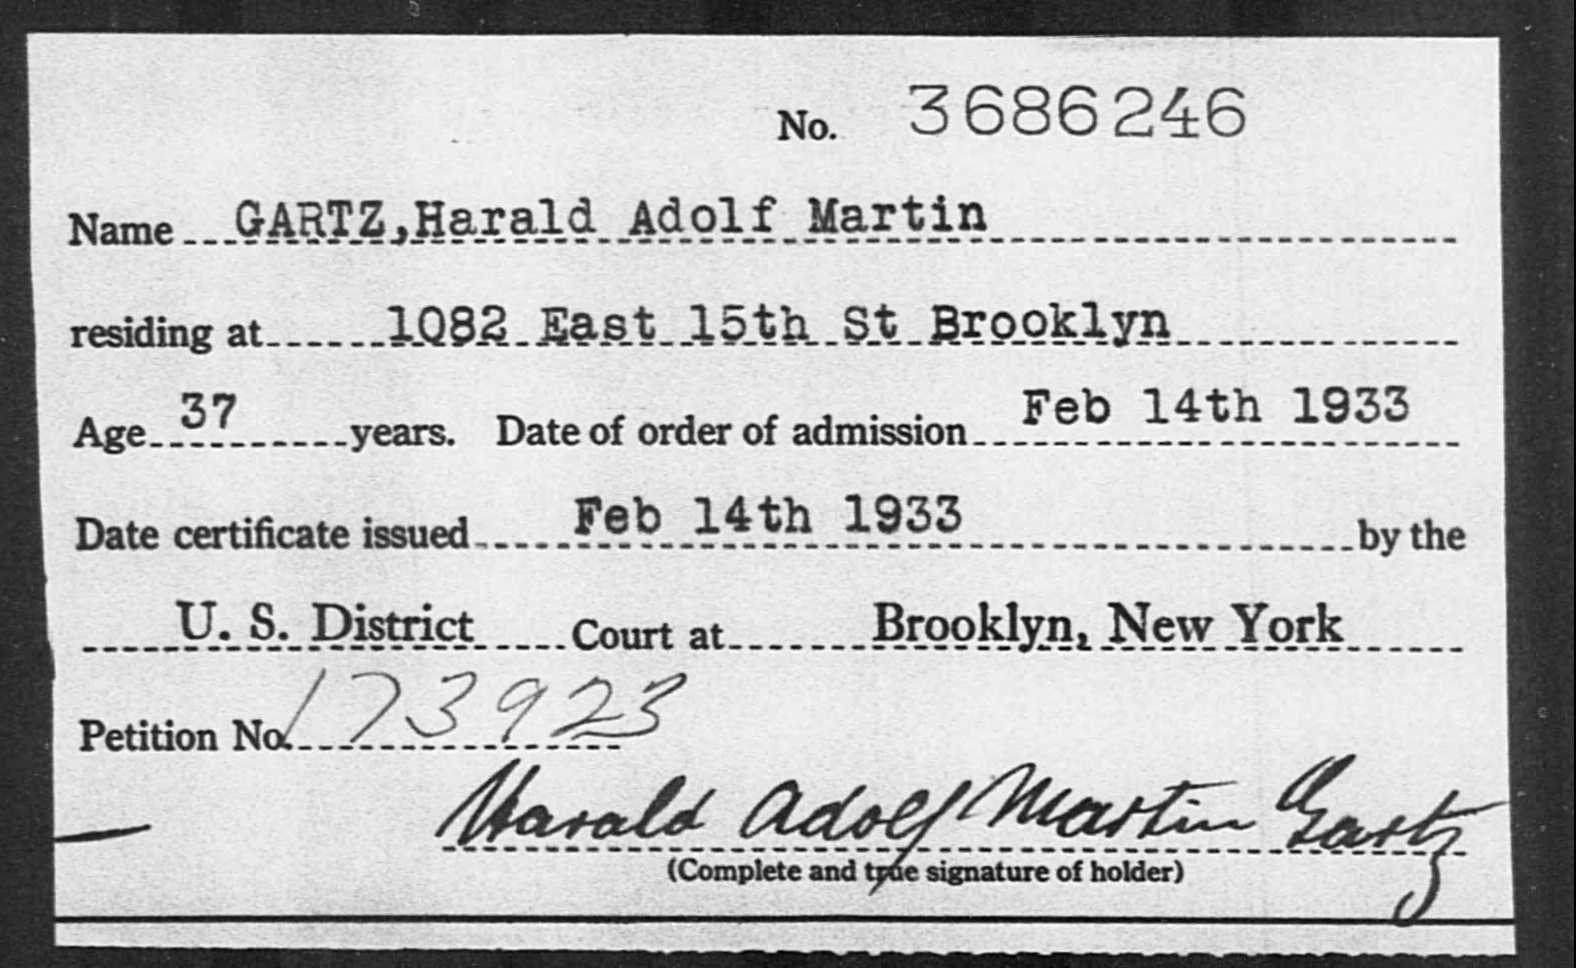 No. 3686246
Name GARTZ,Harald Adolf Martin
residing at 1082 East 15th St Brooklyn
Age 37 years. Date of order of admission Feb 14th 1933
Date certificate issued Feb 14th 1933 by the
U. S. District Court at Brooklyn, New York
Petition No. 173923
Harald Adolf Martin Gartz
(Complete and true signature of holder)